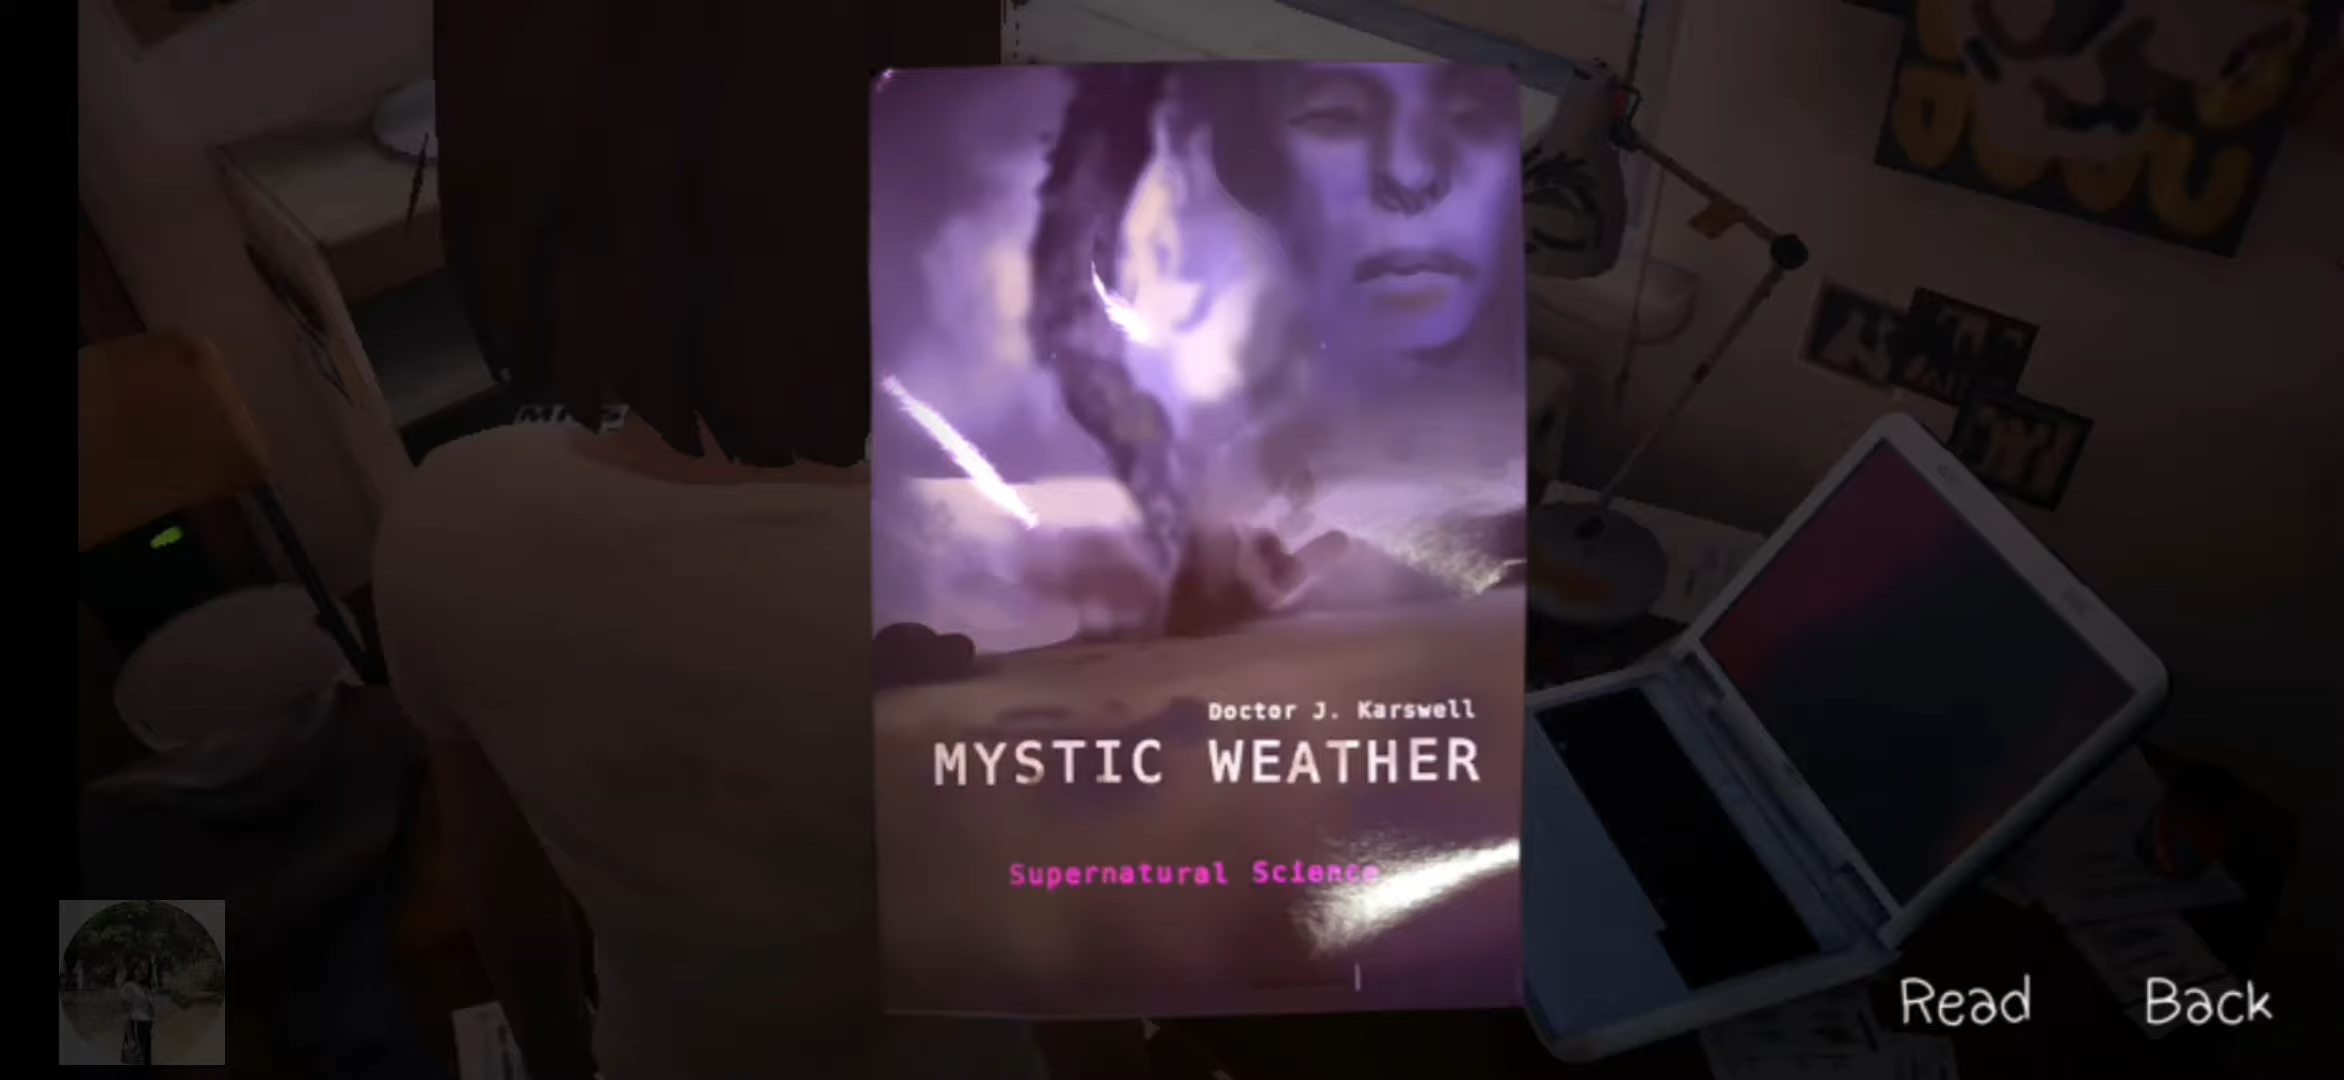 Doctor J. Karswell
MYSTIC WEATHER
Supernatural Science
Read
Back